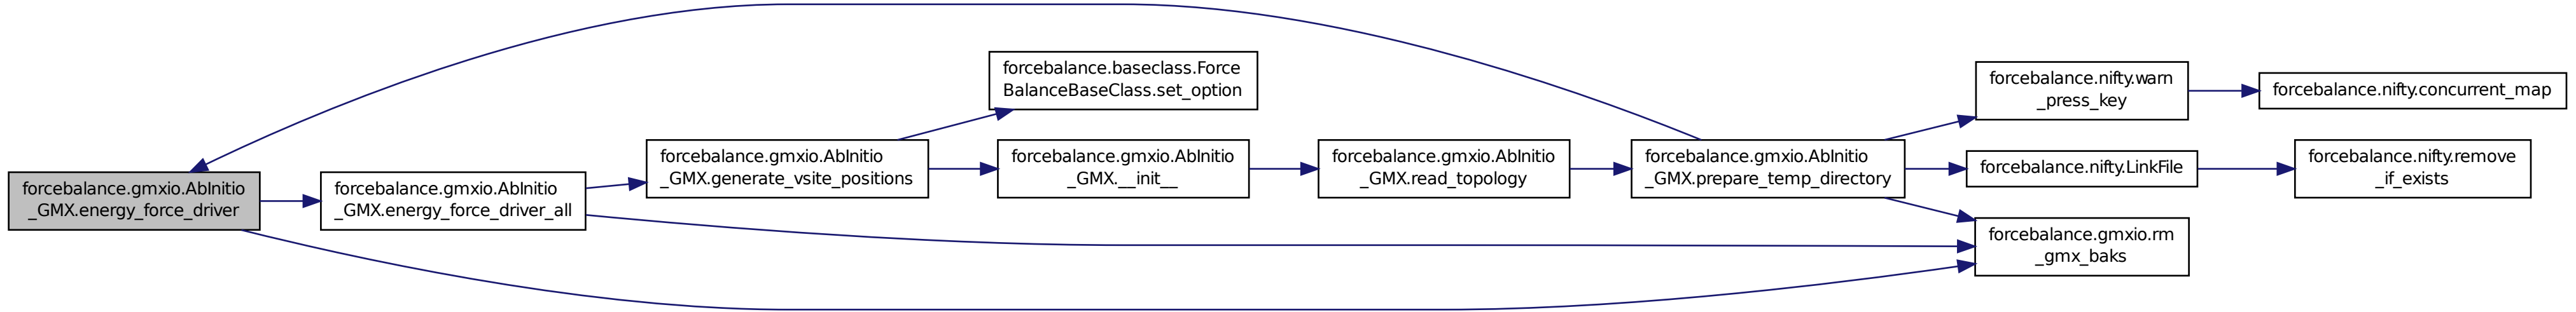 forcebalance.gmxio.AbInitio
_GMX.energy_force_driver
forcebalance.gmxio.AbInitio
_GMX.energy_force_driver_all
forcebalance.gmxio.AbInitio
_GMX.generate_vsite_positions
forcebalance.baseclass.Force
BalanceBaseClass.set_option
forcebalance.gmxio.AbInitio
_GMX.__init__
forcebalance.gmxio.AbInitio
_GMX.read_topology
forcebalance.gmxio.AbInitio
_GMX.prepare_temp_directory
forcebalance.nifty.warn
_press_key
forcebalance.nifty.concurrent_map
forcebalance.nifty.LinkFile
forcebalance.nifty.remove
_if_exists
forcebalance.gmxio.rm
_gmx_baks